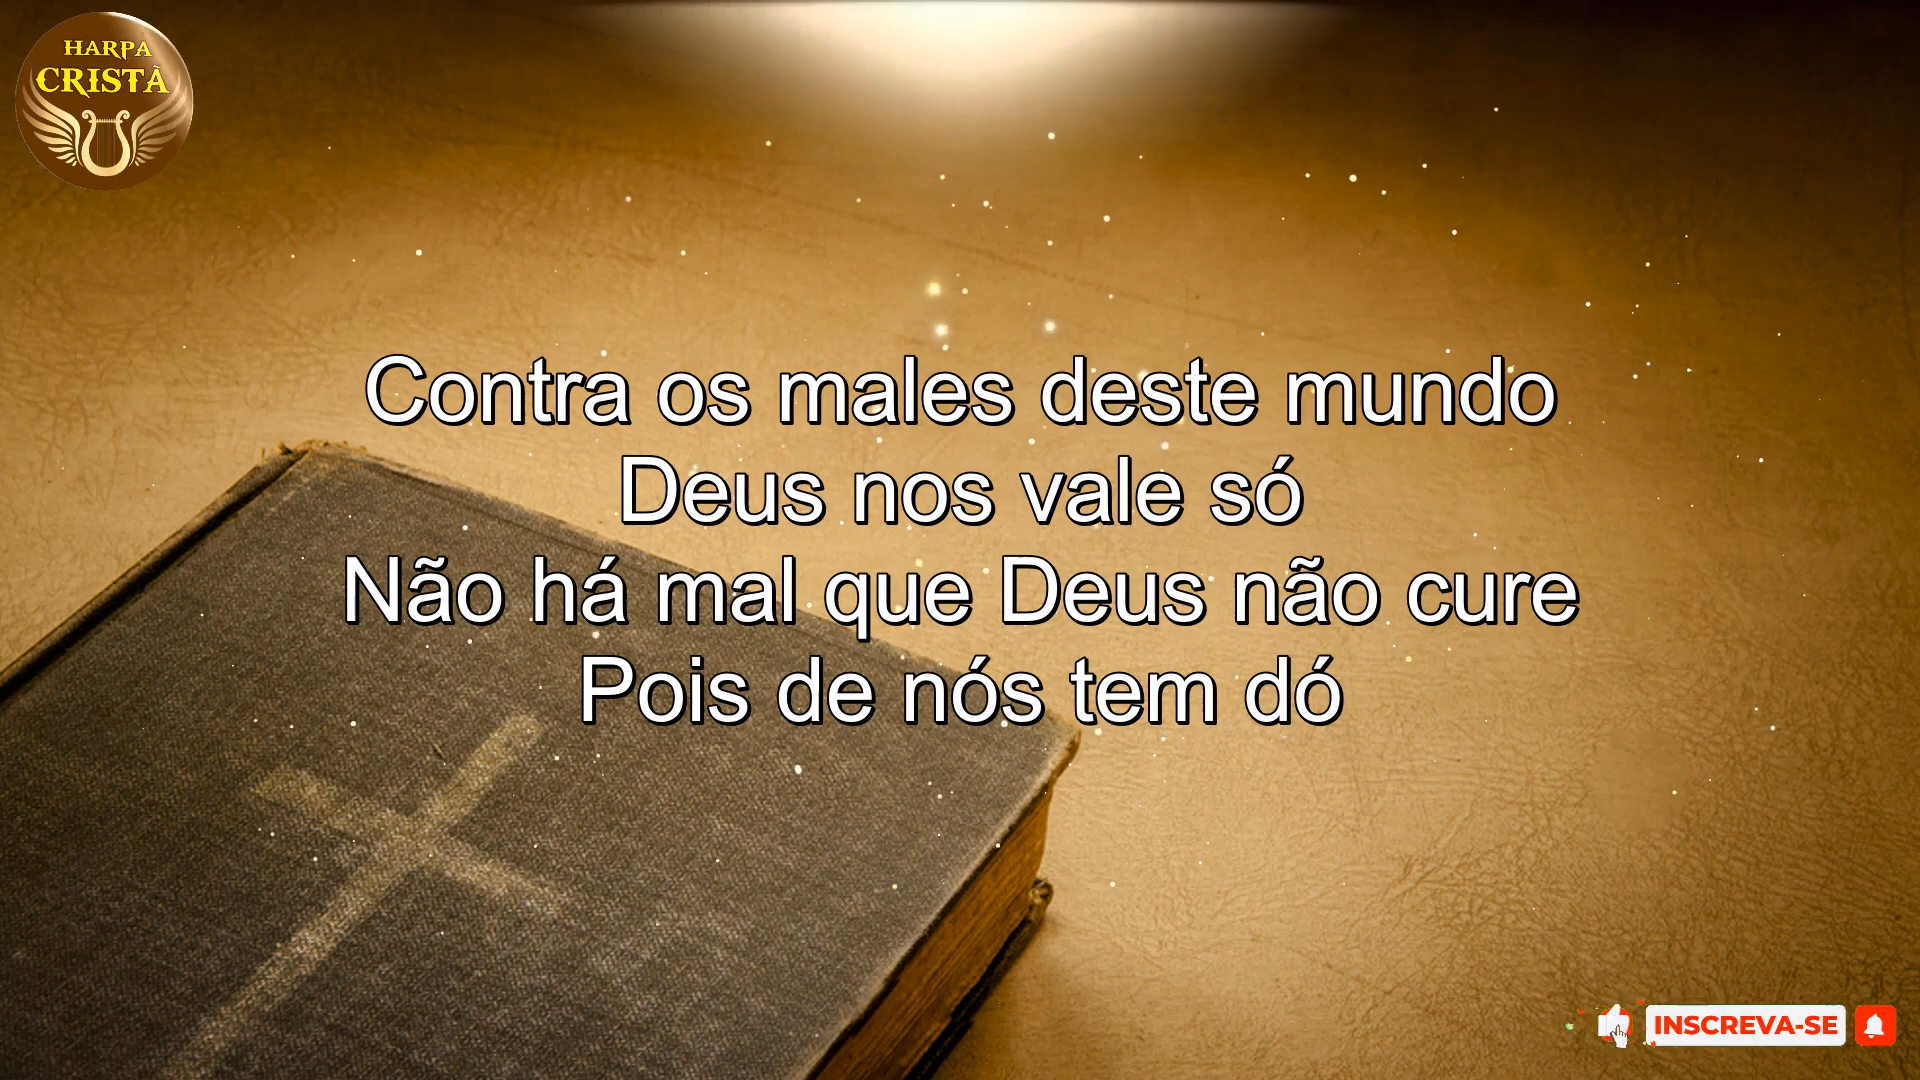 HARPA
CRISTÃ
Contra os males deste mundo
Deus nos vale só
Não há mal que Deus não cure
Pois de nós tem dó
INSCREVA-SE